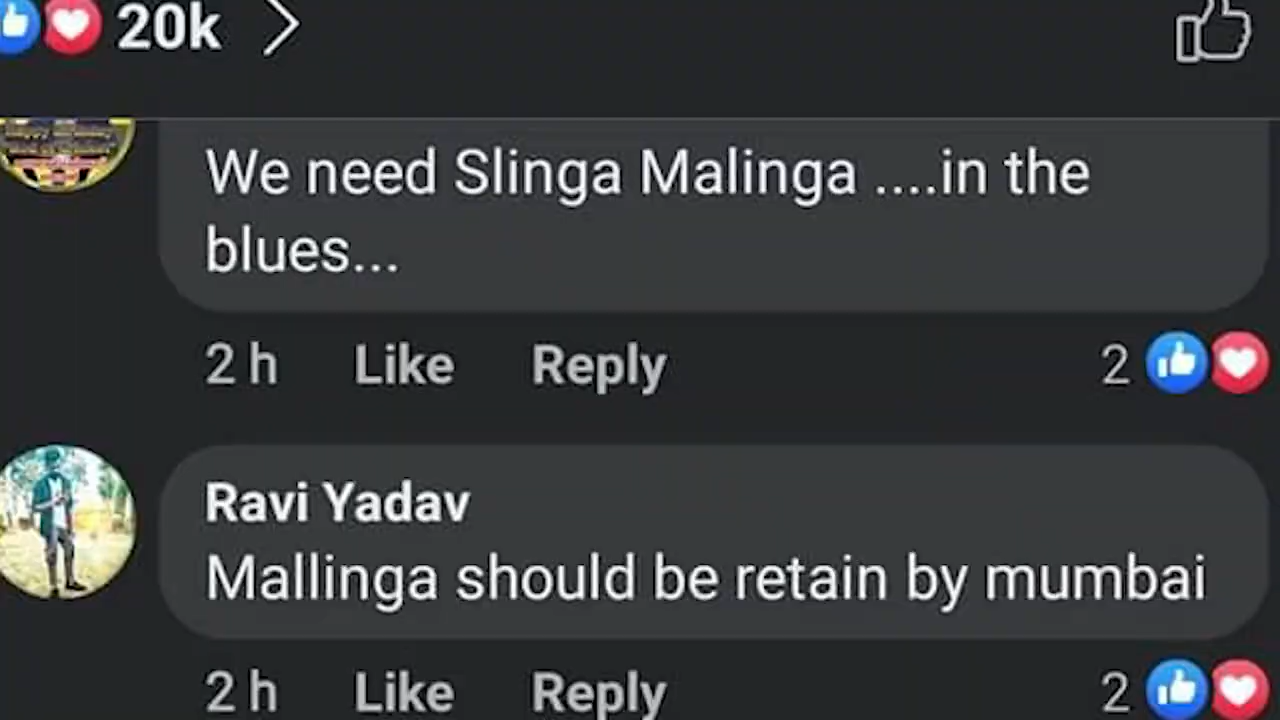 20k
We need Slinga Malinga ....in the
blues...
2 h Like Reply 2
Ravi Yadav
Mallinga should be retain by mumbai
2 h Like Reply 2